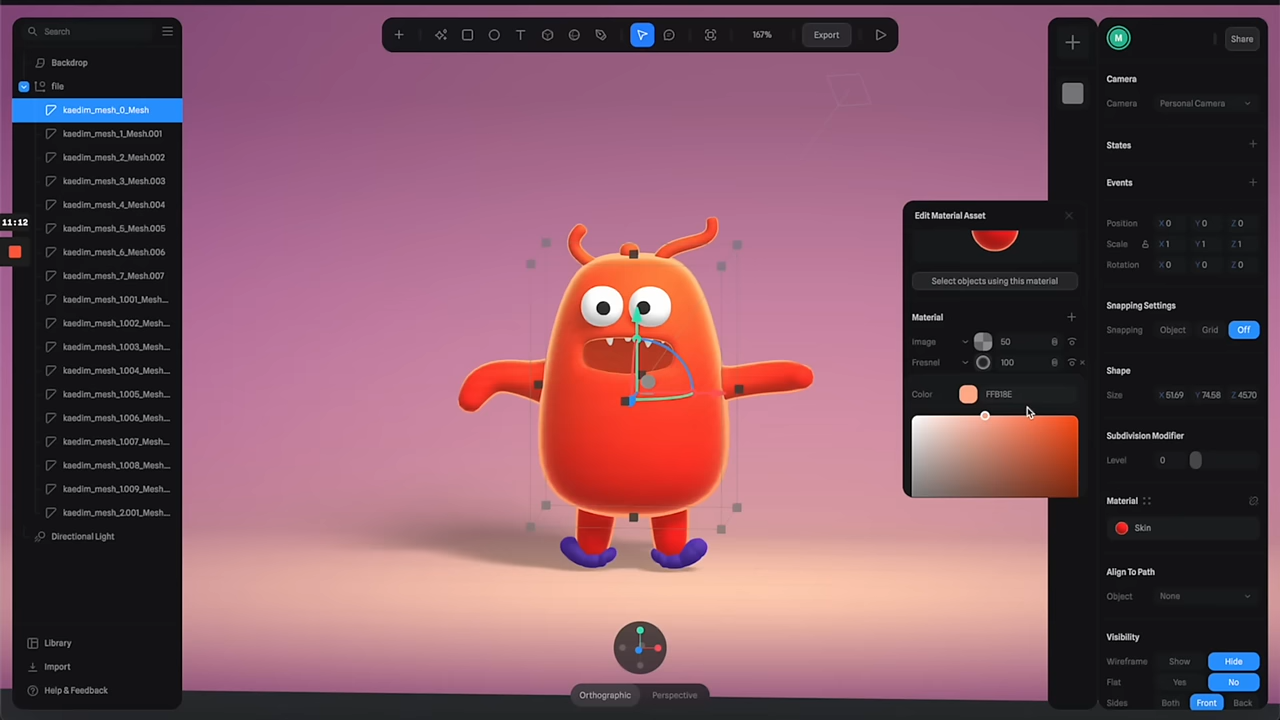 Search
Backdrop
file
kaedim_mesh_0_Mesh
kaedim_mesh_1_Mesh.001
kaedim_mesh_2_Mesh.002
kaedim_mesh_3_Mesh.003
kaedim_mesh_4_Mesh.004
kaedim_mesh_5_Mesh.005
kaedim_mesh_6_Mesh.006
kaedim_mesh_7_Mesh.007
kaedim_mesh_1.001_Mesh...
kaedim_mesh_1.002_Mesh...
kaedim_mesh_1.003_Mesh...
kaedim_mesh_1.004_Mesh...
kaedim_mesh_1.005_Mesh...
kaedim_mesh_1.006_Mesh...
kaedim_mesh_1.007_Mesh...
kaedim_mesh_1.008_Mesh...
kaedim_mesh_1.009_Mesh...
kaedim_mesh_2.001_Mesh...
Directional Light
Library
Import
Help & Feedback
11:12
T
167%
Export
Orthographic
Perspective
Edit Material Asset
Select objects using this material
Material
Image 50
Fresnel 100
Color FFB18E
M
Share
Camera
Camera Personal Camera
States
Events
Position X 0 Y 0 Z 0
Scale X 1 Y 1 Z 1
Rotation X 0 Y 0 Z 0
Snapping Settings
Snapping Object Grid Off
Shape
Size X 51.69 Y 74.58 Z 45.70
Subdivision Modifier
Level 0
Material
Skin
Align To Path
Object None
Visibility
Wireframe Show Hide
Flat Yes No
Sides Both Front Back